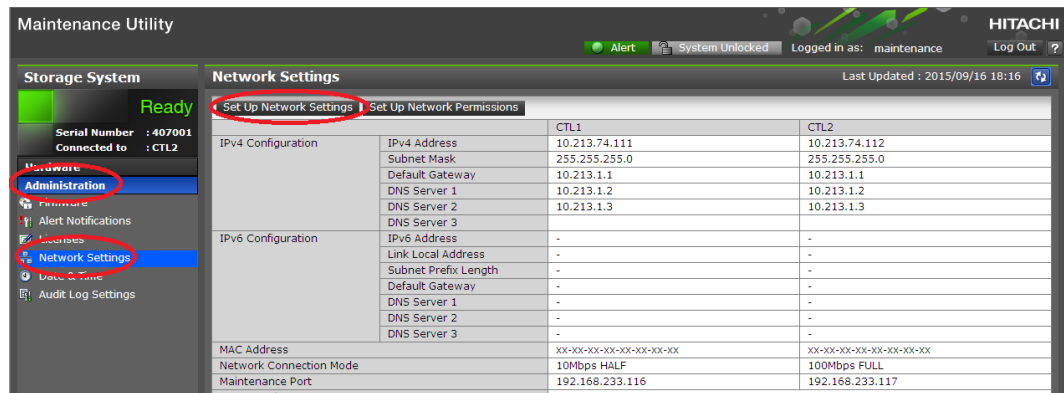 Maintenance Utility
HITACHI
Alert System Unlocked Logged in as: maintenance Log Out ?
Storage System
Ready
Serial Number : 407001
Connected to : CTL2
Hardware
Administration
Firmware
Alert Notifications
Licenses
Network Settings
Date & Time
Audit Log Settings
Network Settings Last Updated : 2015/09/16 18:16
Set Up Network Settings Set Up Network Permissions
CTL1 CTL2
IPv4 Configuration IPv4 Address 10.213.74.111 10.213.74.112
Subnet Mask 255.255.255.0 255.255.255.0
Default Gateway 10.213.1.1 10.213.1.1
DNS Server 1 10.213.1.2 10.213.1.2
DNS Server 2 10.213.1.3 10.213.1.3
DNS Server 3
IPv6 Configuration IPv6 Address - -
Link Local Address - -
Subnet Prefix Length - -
Default Gateway - -
DNS Server 1 - -
DNS Server 2 - -
DNS Server 3 - -
MAC Address xx-xx-xx-xx-xx-xx-xx-xx xx-xx-xx-xx-xx-xx-xx-xx
Network Connection Mode 10Mbps HALF 100Mbps FULL
Maintenance Port 192.168.233.116 192.168.233.117